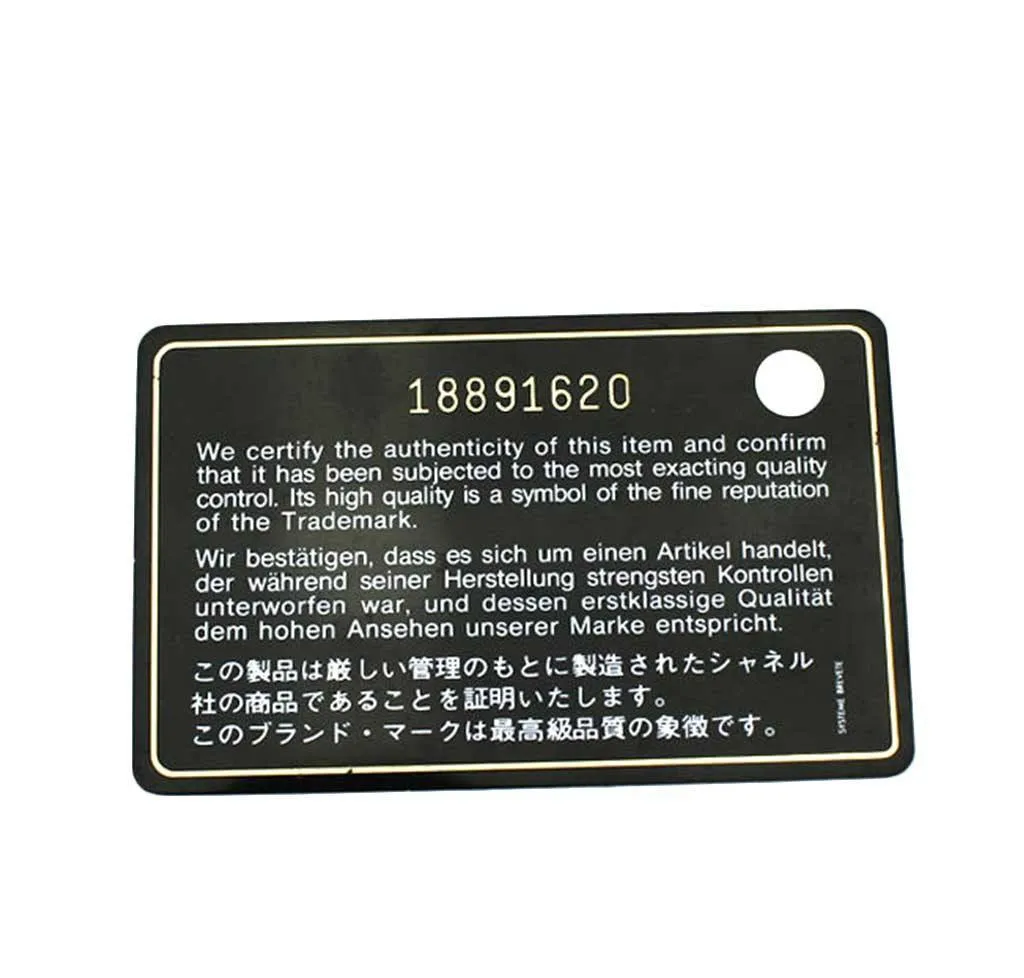 18891620
We certify the authenticity of this item and confirm
that it has been subjected to the most exacting quality
control. Its high quality is a symbol of the fine reputation
of the Trademark.
Wir bestätigen, dass es sich um einen Artikel handelt,
der während seiner Herstellung strengsten Kontrollen
unterworfen war, und dessen erstklassige Qualität
dem hohen Ansehen unserer Marke entspricht.
この製品は厳しい管理のもとに製造されたシャネル
社の商品であることを証明いたします。
このブランド・マークは最高級品質の象徴です。
SYSTEME BREVETE